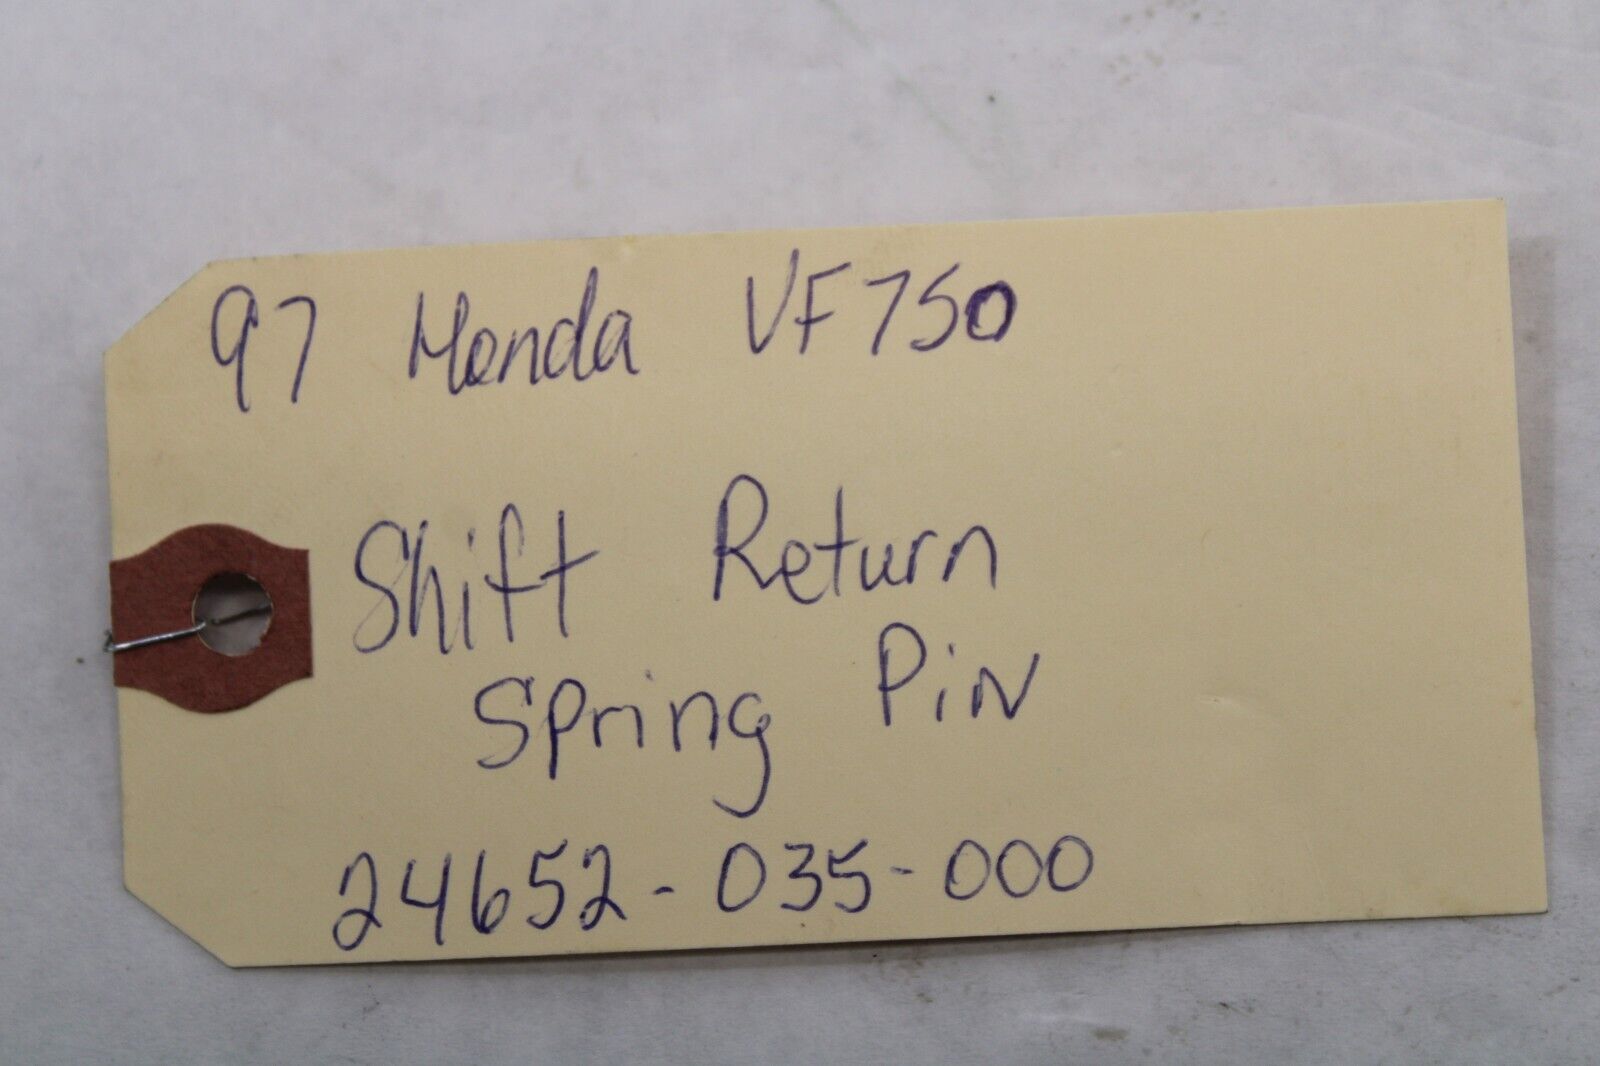 97 Honda VF750
Shift Return
Spring Pin
24652-035-000